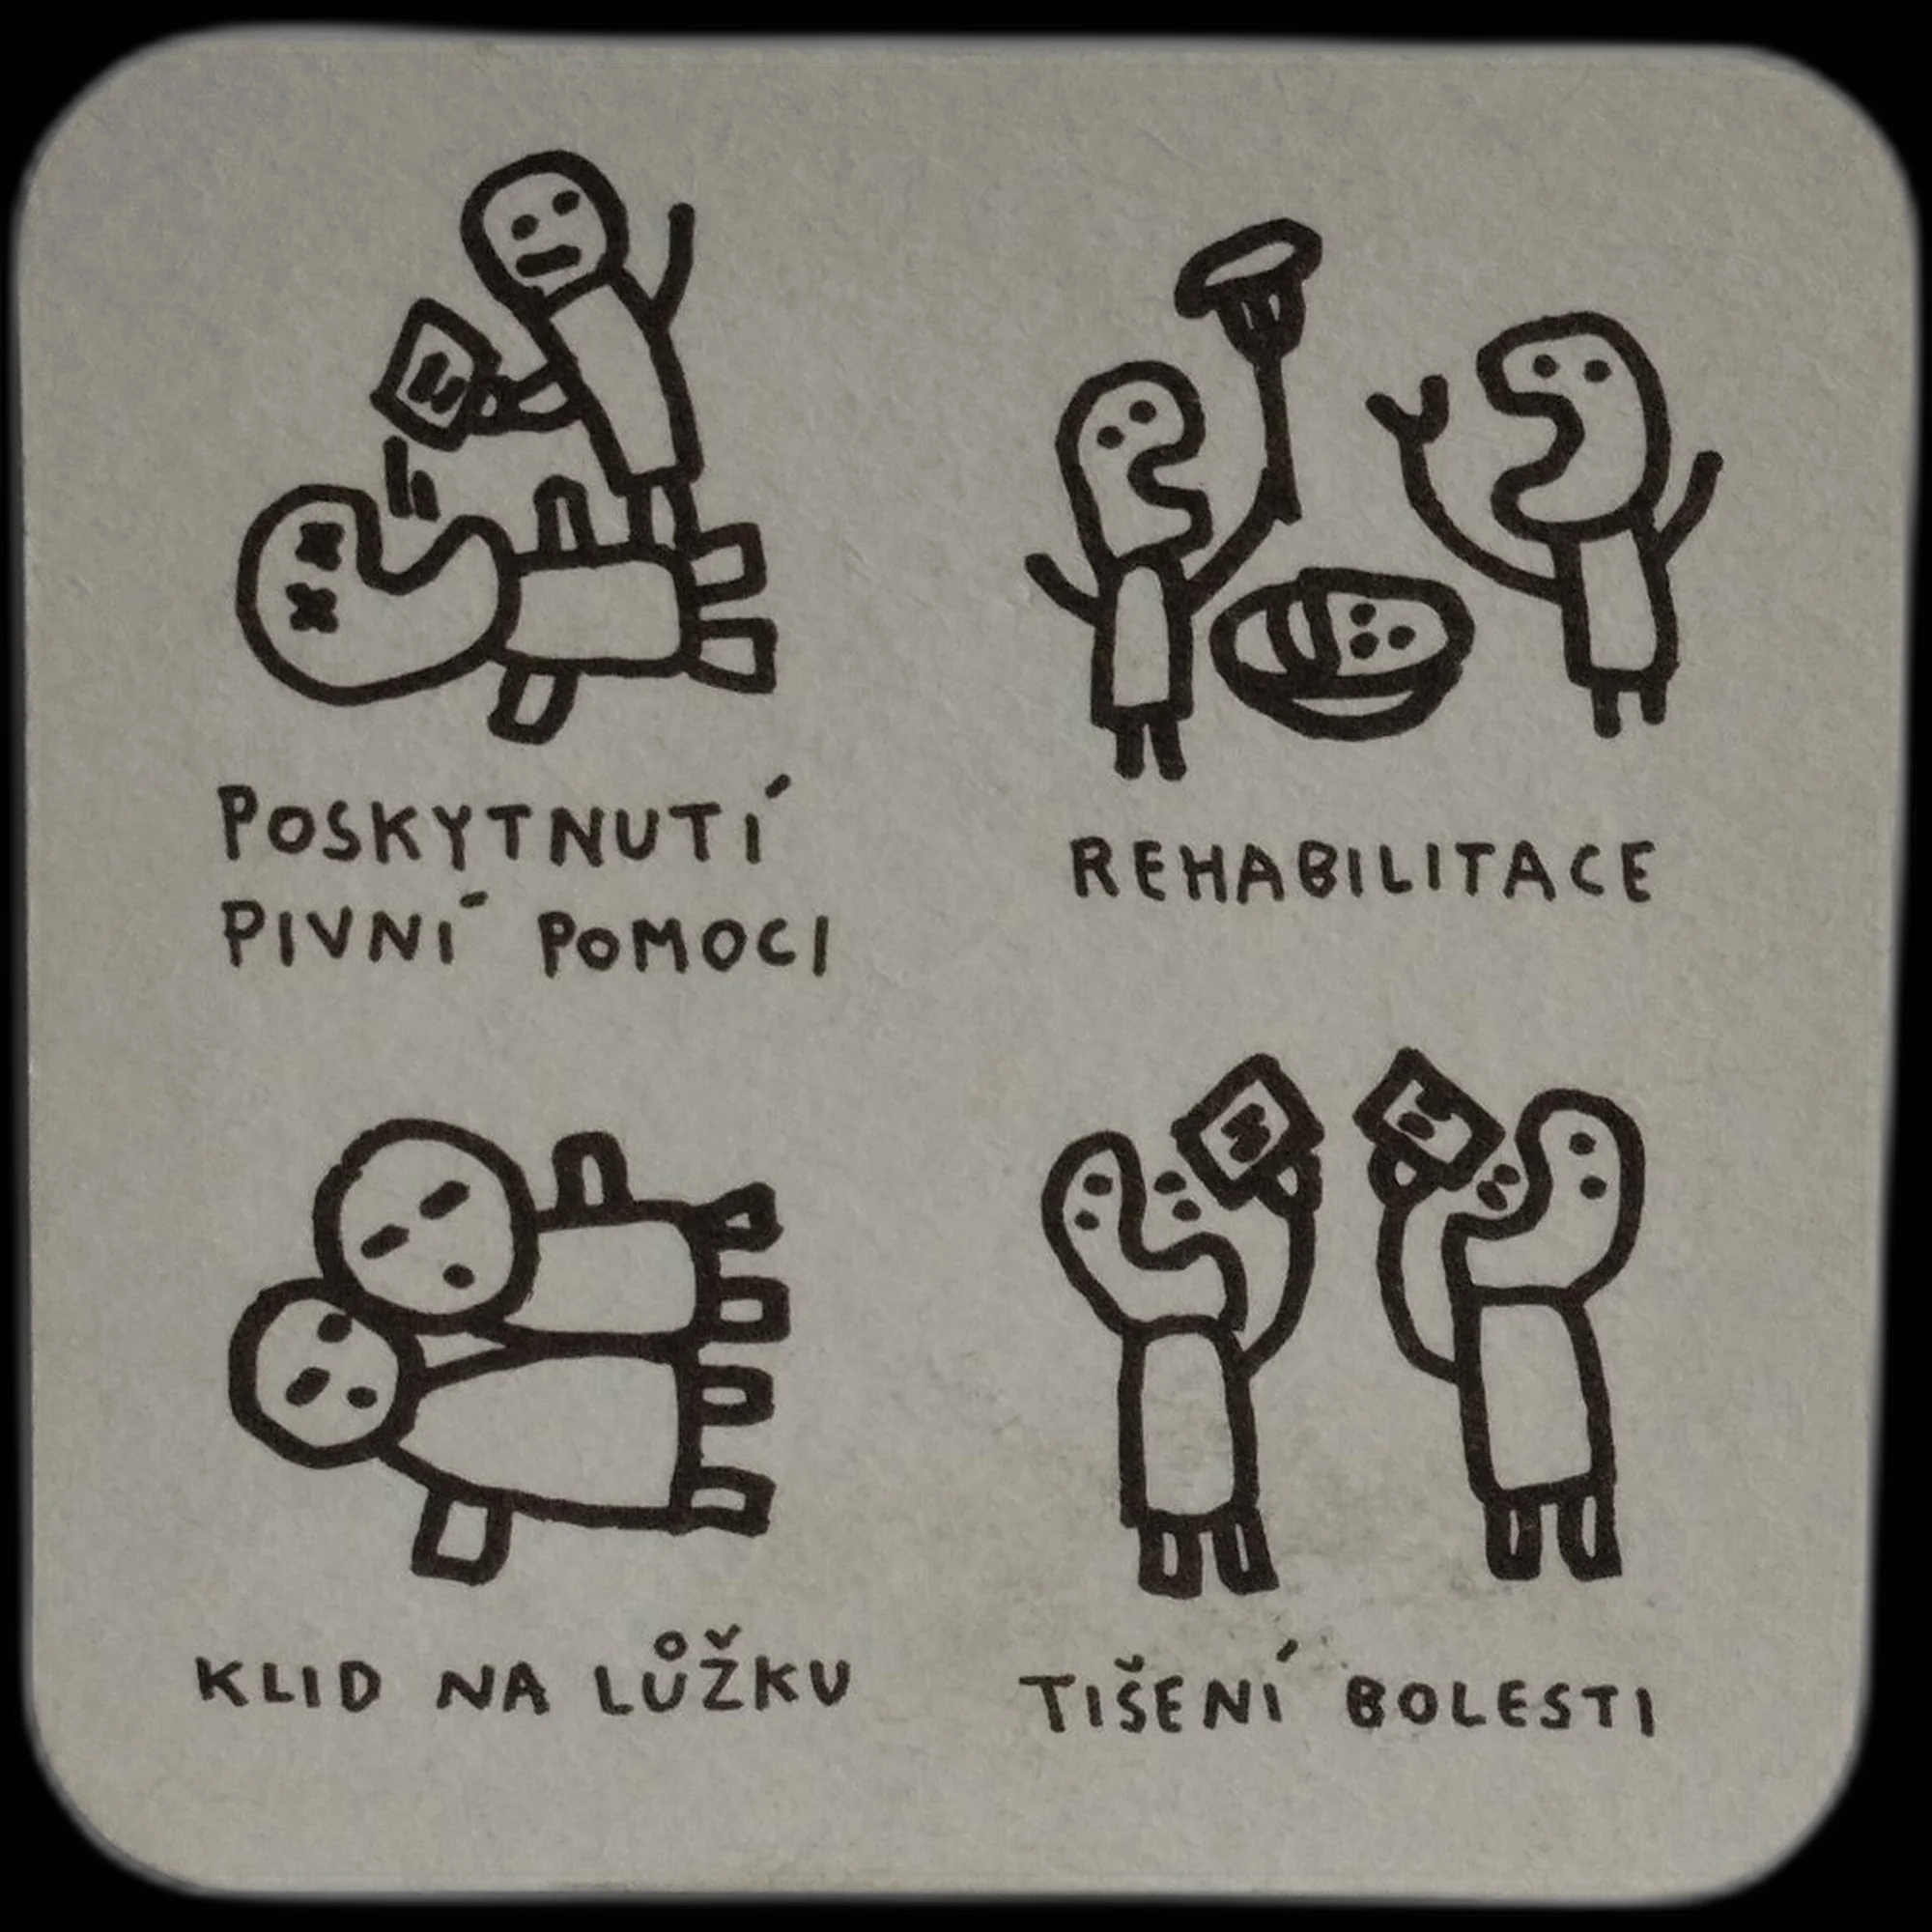 POSKYTNUTÍ
PIVNÍ POMOCI
REHABILITACE
KLID NA LŮŽKU
TIŠENÍ BOLESTI